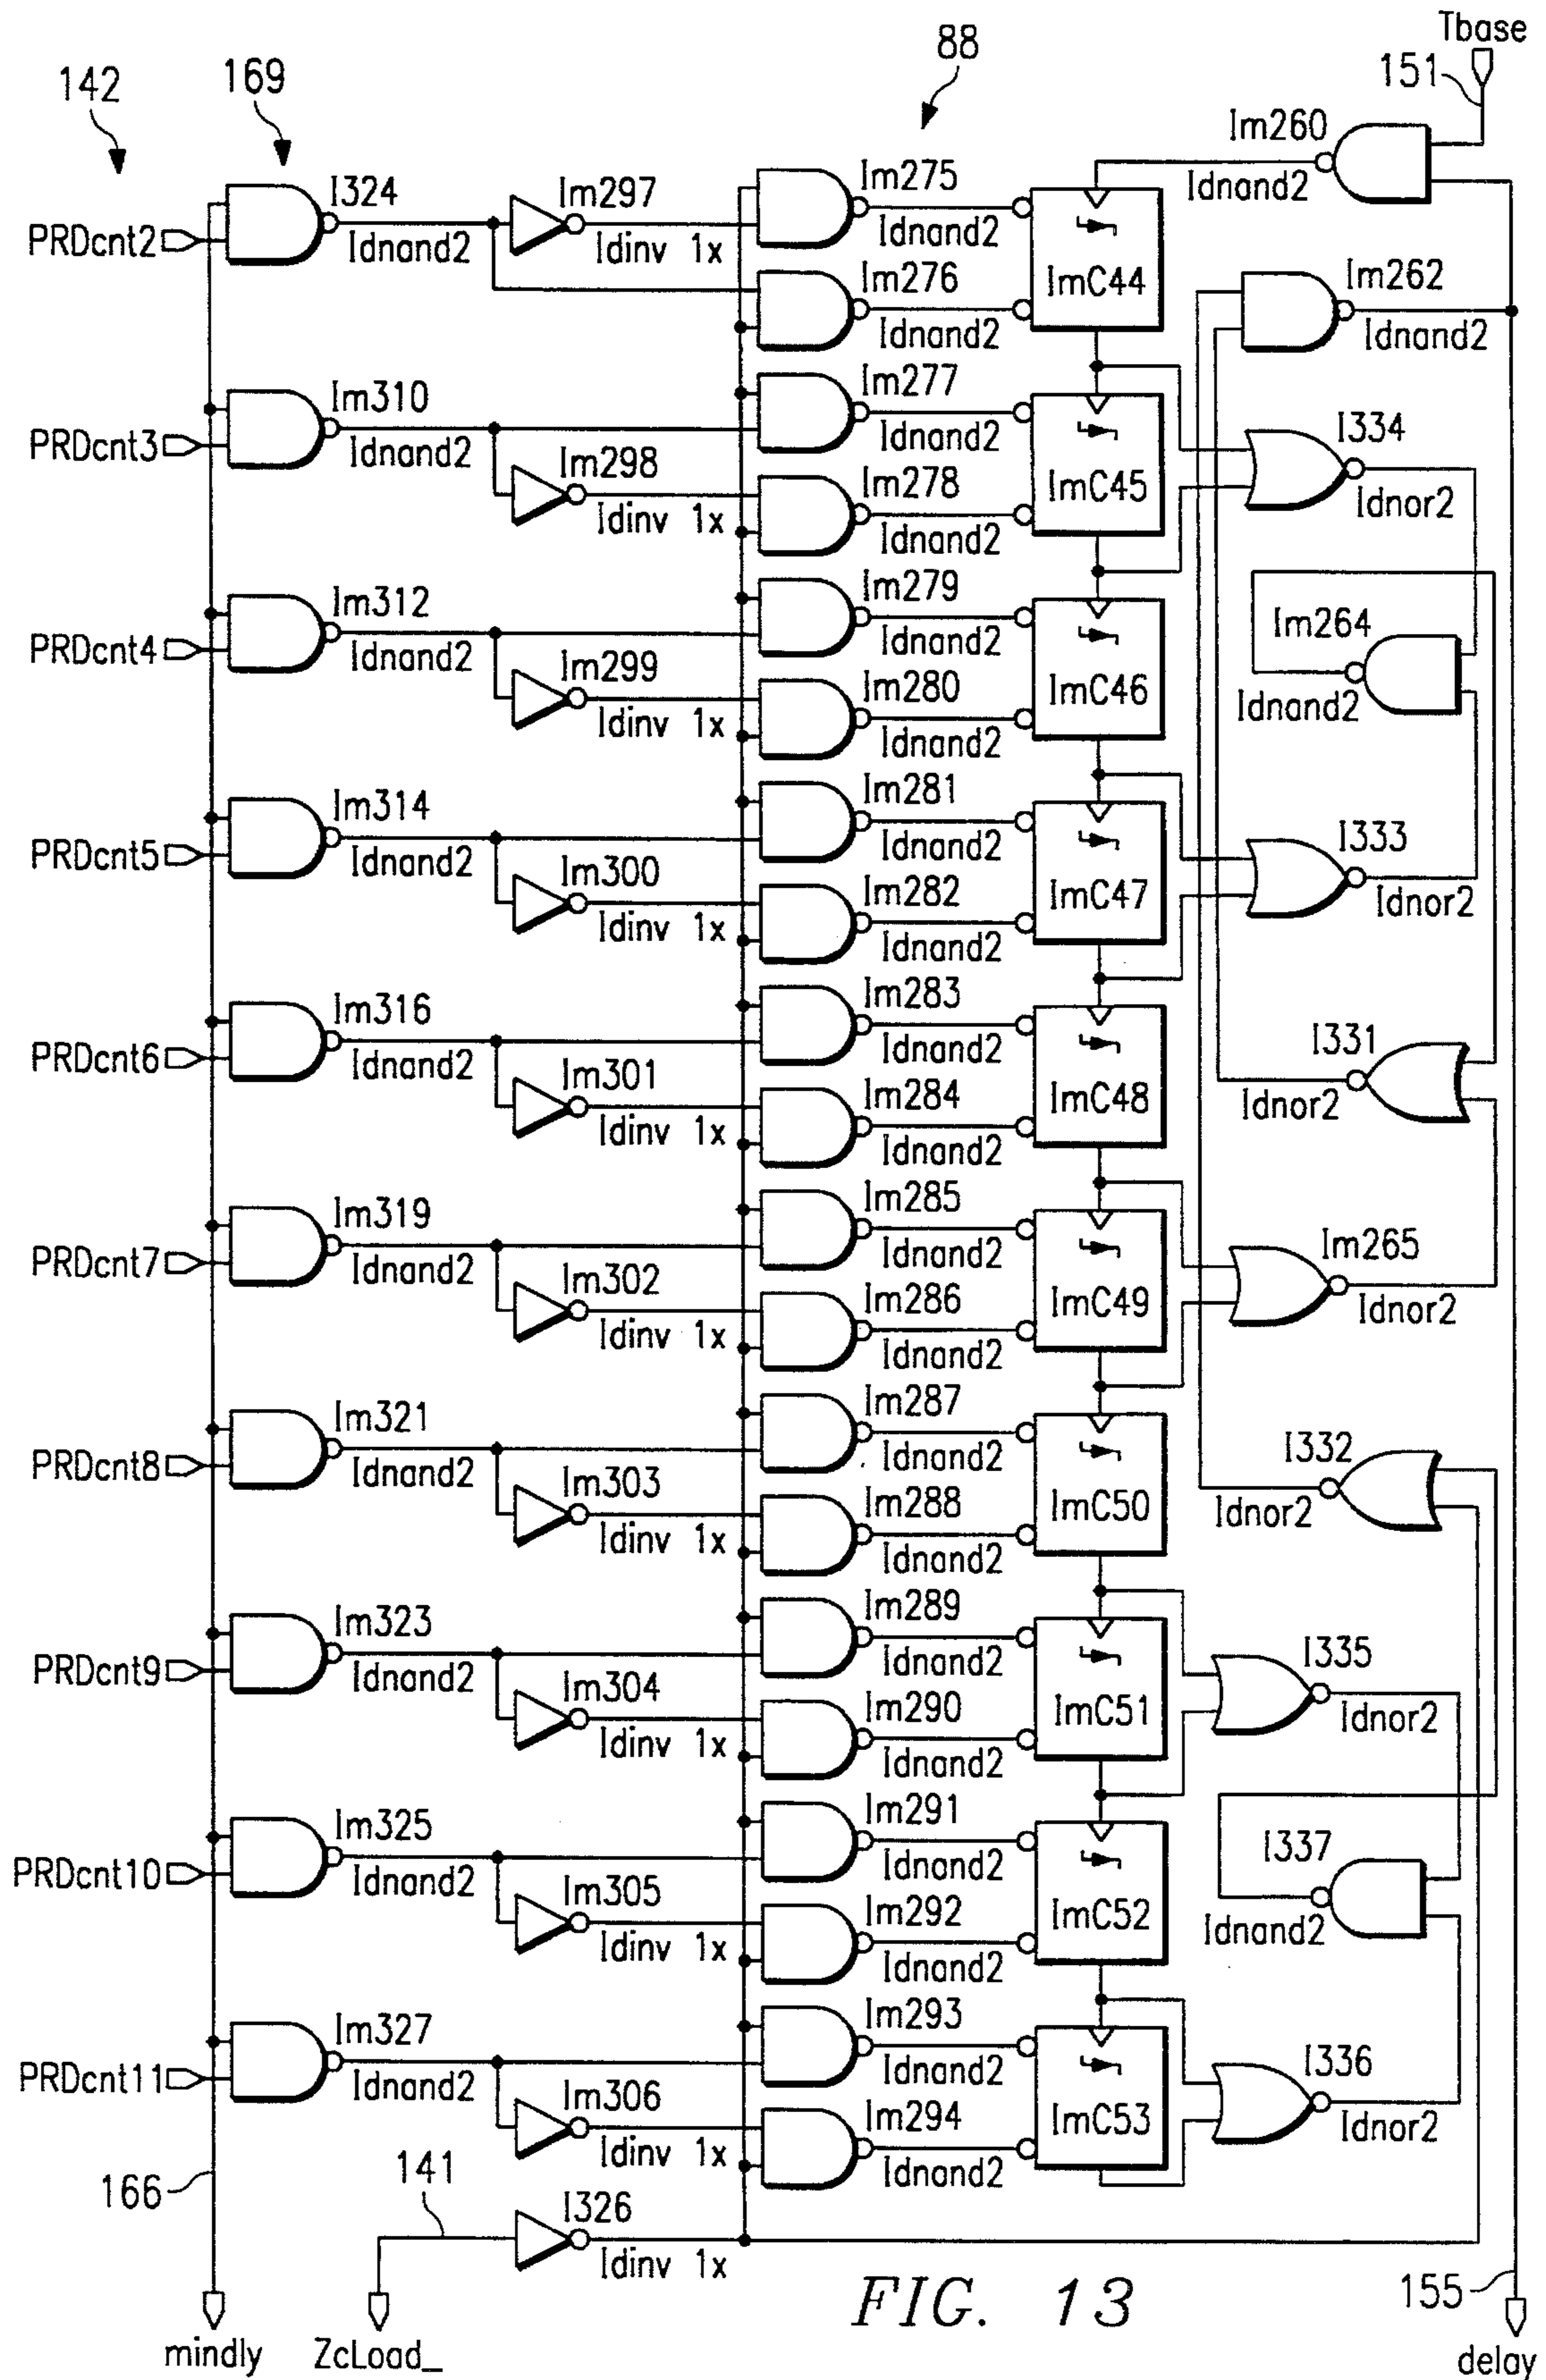 Tbase
88
151
142
169
Im260
Idnand2
I324
Im297
Im275
Idnand2
Idinv 1x
Idnand2
PRDcnt2
ImC44
Im276
Idnand2
Im262
Idnand2
Im310
Im277
Idnand2
Idnand2
PRDcnt3
Im298
Idinv 1x
Im278
Idnand2
ImC45
I334
Idnor2
Im312
Im279
Idnand2
Idnand2
PRDcnt4
Im299
Idinv 1x
Im280
Idnand2
ImC46
Im264
Idnand2
Im314
Im281
Idnand2
Idnand2
PRDcnt5
Im300
Idinv 1x
Im282
Idnand2
ImC47
I333
Idnor2
Im316
Im283
Idnand2
Idnand2
PRDcnt6
Im301
Idinv 1x
Im284
Idnand2
ImC48
I331
Idnor2
Im319
Im285
Idnand2
Idnand2
PRDcnt7
Im302
Idinv 1x
Im286
Idnand2
ImC49
Im265
Idnor2
Im321
Im287
Idnand2
Idnand2
PRDcnt8
Im303
Idinv 1x
Im288
Idnand2
ImC50
I332
Idnor2
Im323
Im289
Idnand2
Idnand2
PRDcnt9
Im304
Idinv 1x
Im290
Idnand2
ImC51
I335
Idnor2
Im325
Im291
Idnand2
Idnand2
PRDcnt10
Im305
Idinv 1x
Im292
Idnand2
ImC52
I337
Idnand2
Im327
Im293
Idnand2
Idnand2
PRDcnt11
Im306
Idinv 1x
Im294
Idnand2
ImC53
I336
Idnor2
166
141
I326
Idinv 1x
155
FIG. 13
mindly
ZcLoad_
delay